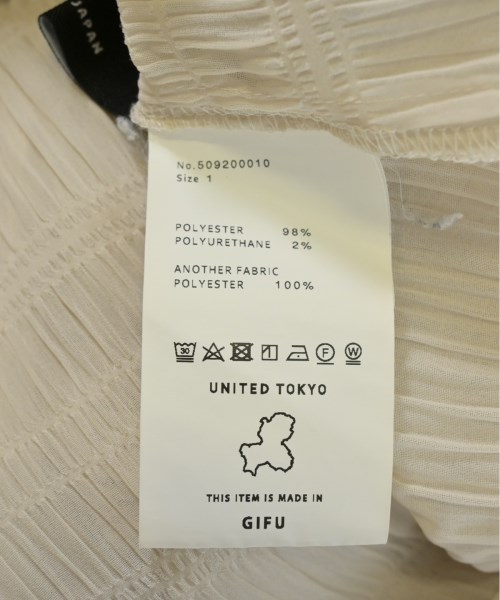 JAPAN
No.509200010
Size 1
POLYESTER 98%
POLYURETHANE 2%
ANOTHER FABRIC
POLYESTER 100%
30 F W
UNITED TOKYO
THIS ITEM IS MADE IN
GIFU